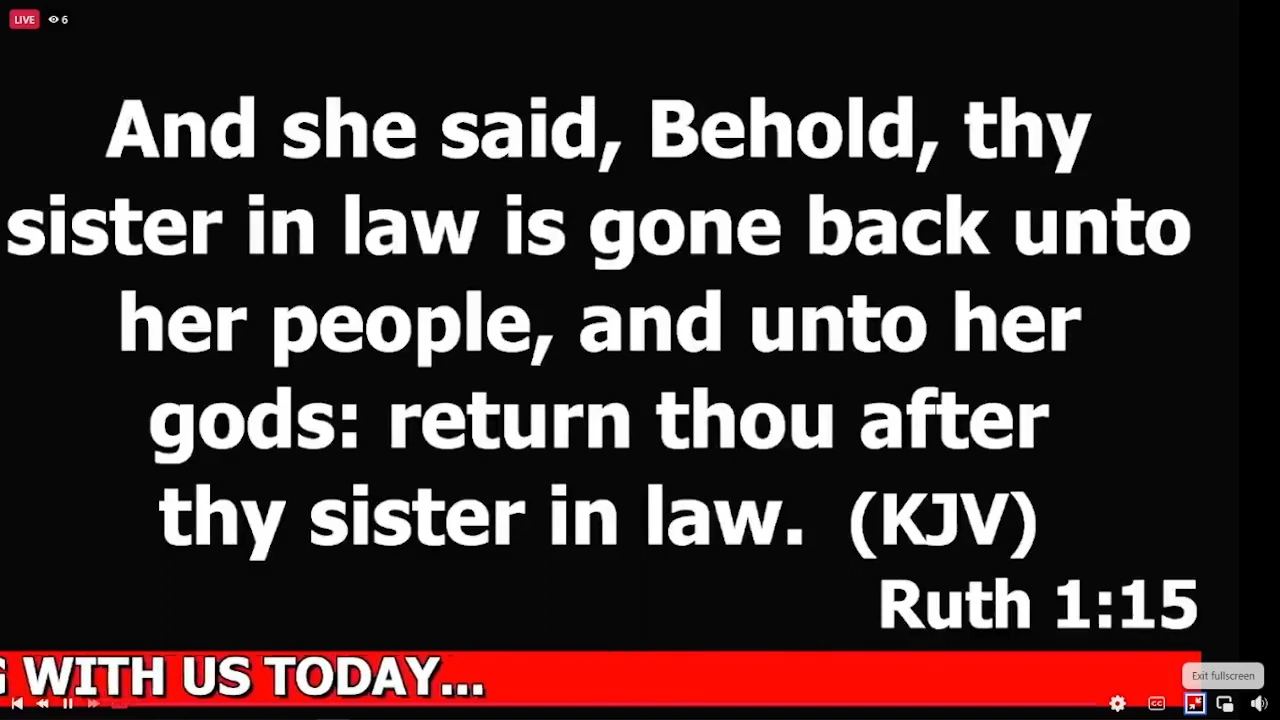 LIVE 6
And she said, Behold, thy
sister in law is gone back unto
her people, and unto her
gods: return thou after
thy sister in law. (KJV)
Ruth 1:15
G WITH US TODAY...
Exit fullscreen
CC